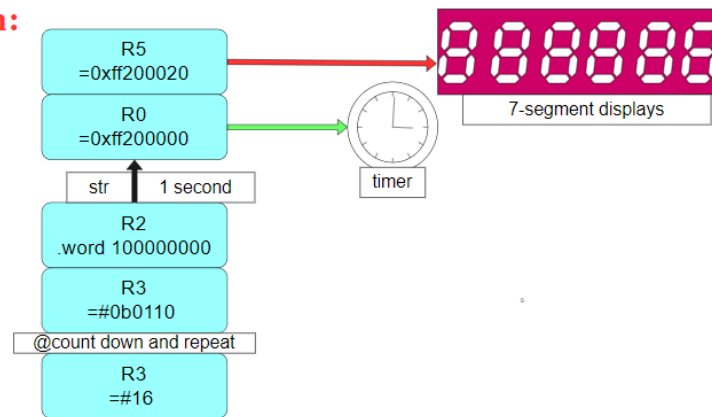 n:
R5
=0xff200020
R0
=0xff200000
7-segment displays
timer
str 1 second
R2
.word 100000000
R3
=#0b0110
@count down and repeat
R3
=#16
s